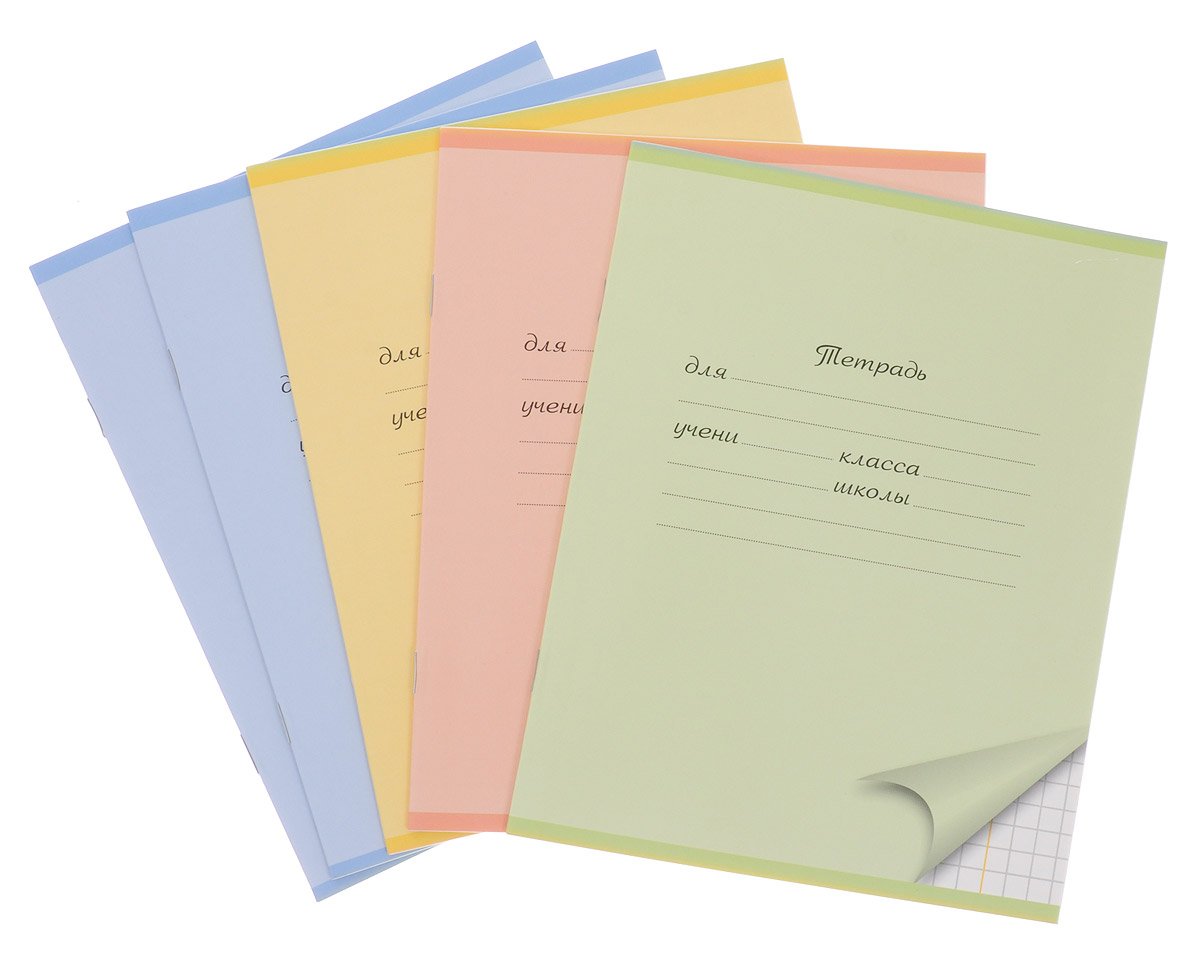 Тетрадь
для
учени класса
школы
для
учени
для
уче